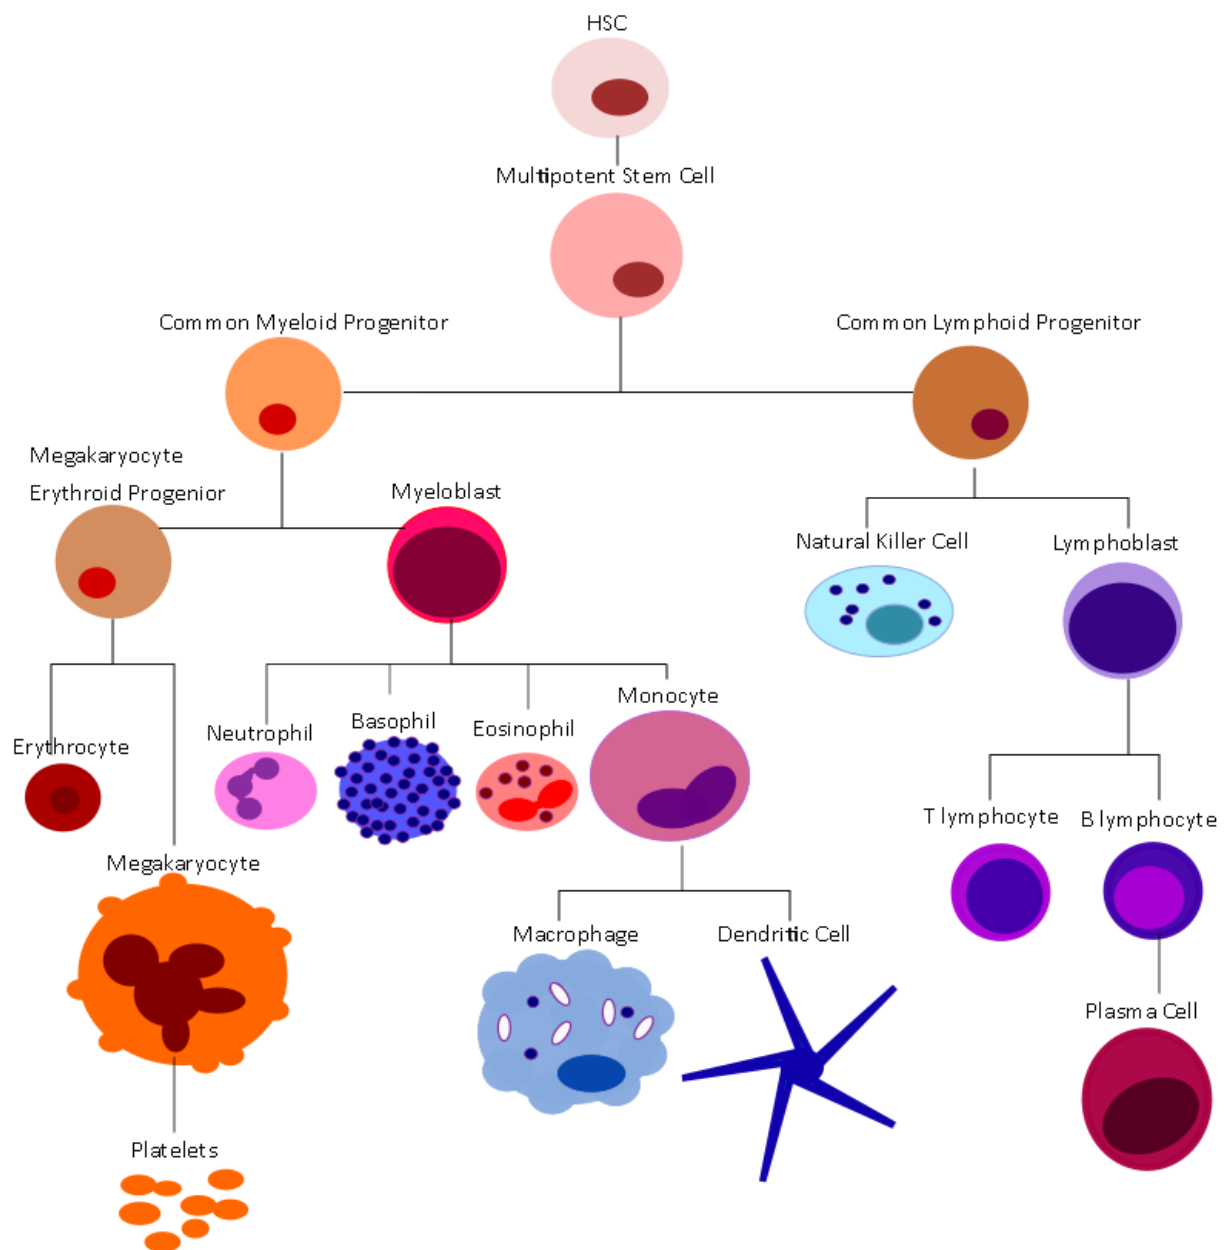 HSC
Multipotent Stem Cell
Common Myeloid Progenitor
Common Lymphoid Progenitor
Megakaryocyte
Erythroid Progenior
Myeloblast
Natural Killer Cell
Lymphoblast
Erythrocyte
Neutrophil
Basophil
Eosinophil
Monocyte
T lymphocyte
B lymphocyte
Megakaryocyte
Macrophage
Dendritic Cell
Plasma Cell
Platelets